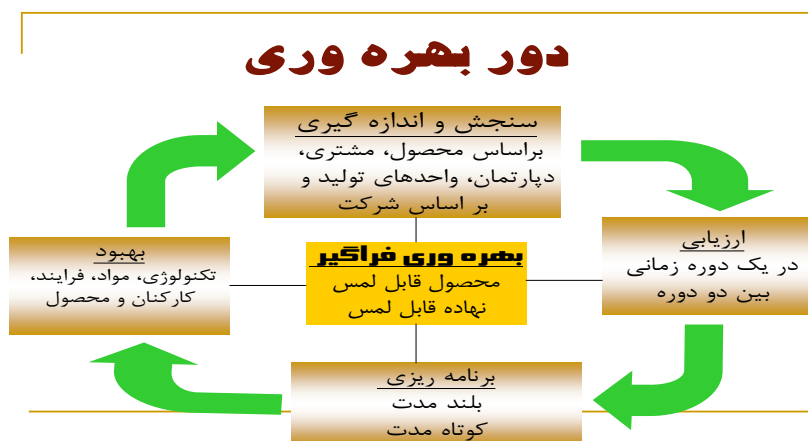 دور بهره وری
سنجش و اندازه گیری
براساس محصول، مشتری،
دپارتمان، واحدهای تولید و
بر اساس شرکت
ارزیابی
در یک دوره زمانی
بین دو دوره
بهره وری فراگیر
محصول قابل لمس
نهاده قابل لمس
بهبود
تکنولوژی، مواد، فرایند،
کارکنان و محصول
برنامه ریزی
بلند مدت
کوتاه مدت